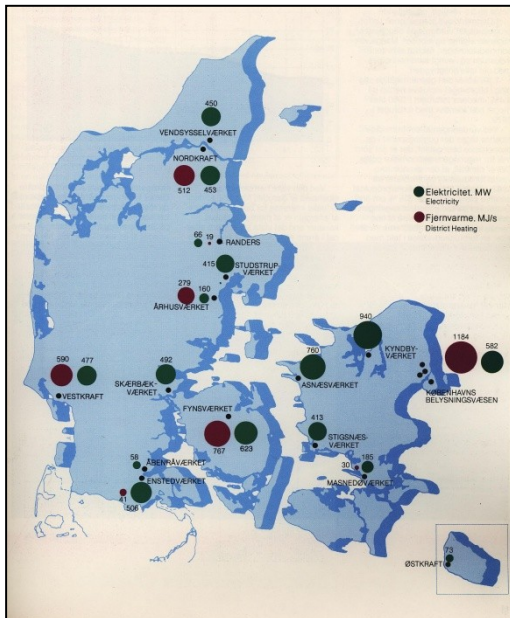 450
VENDSYSSELVÆRKET
NORDKRAFT
512
453
Elektricitet. MW
Electricity
Fjernvarme. MJ/s
District Heating
66
19
RANDERS
415
STUDSTRUP-
VÆRKET
279
160
ÅRHUSVÆRKET
940
KYNDBY-
VÆRKET
1184
582
KØBENHAVNS
BELYSNINGSVÆSEN
760
ASNÆSVÆRKET
590
477
VESTKRAFT
492
SKÆRBÆK-
VÆRKET
FYNSVÆRKET
767
623
413
STIGSNÆS-
VÆRKET
30
185
MASNEDØVÆRKET
58
ÅBENRÅVÆRKET
ENSTEDVÆRKET
41
506
73
ØSTKRAFT